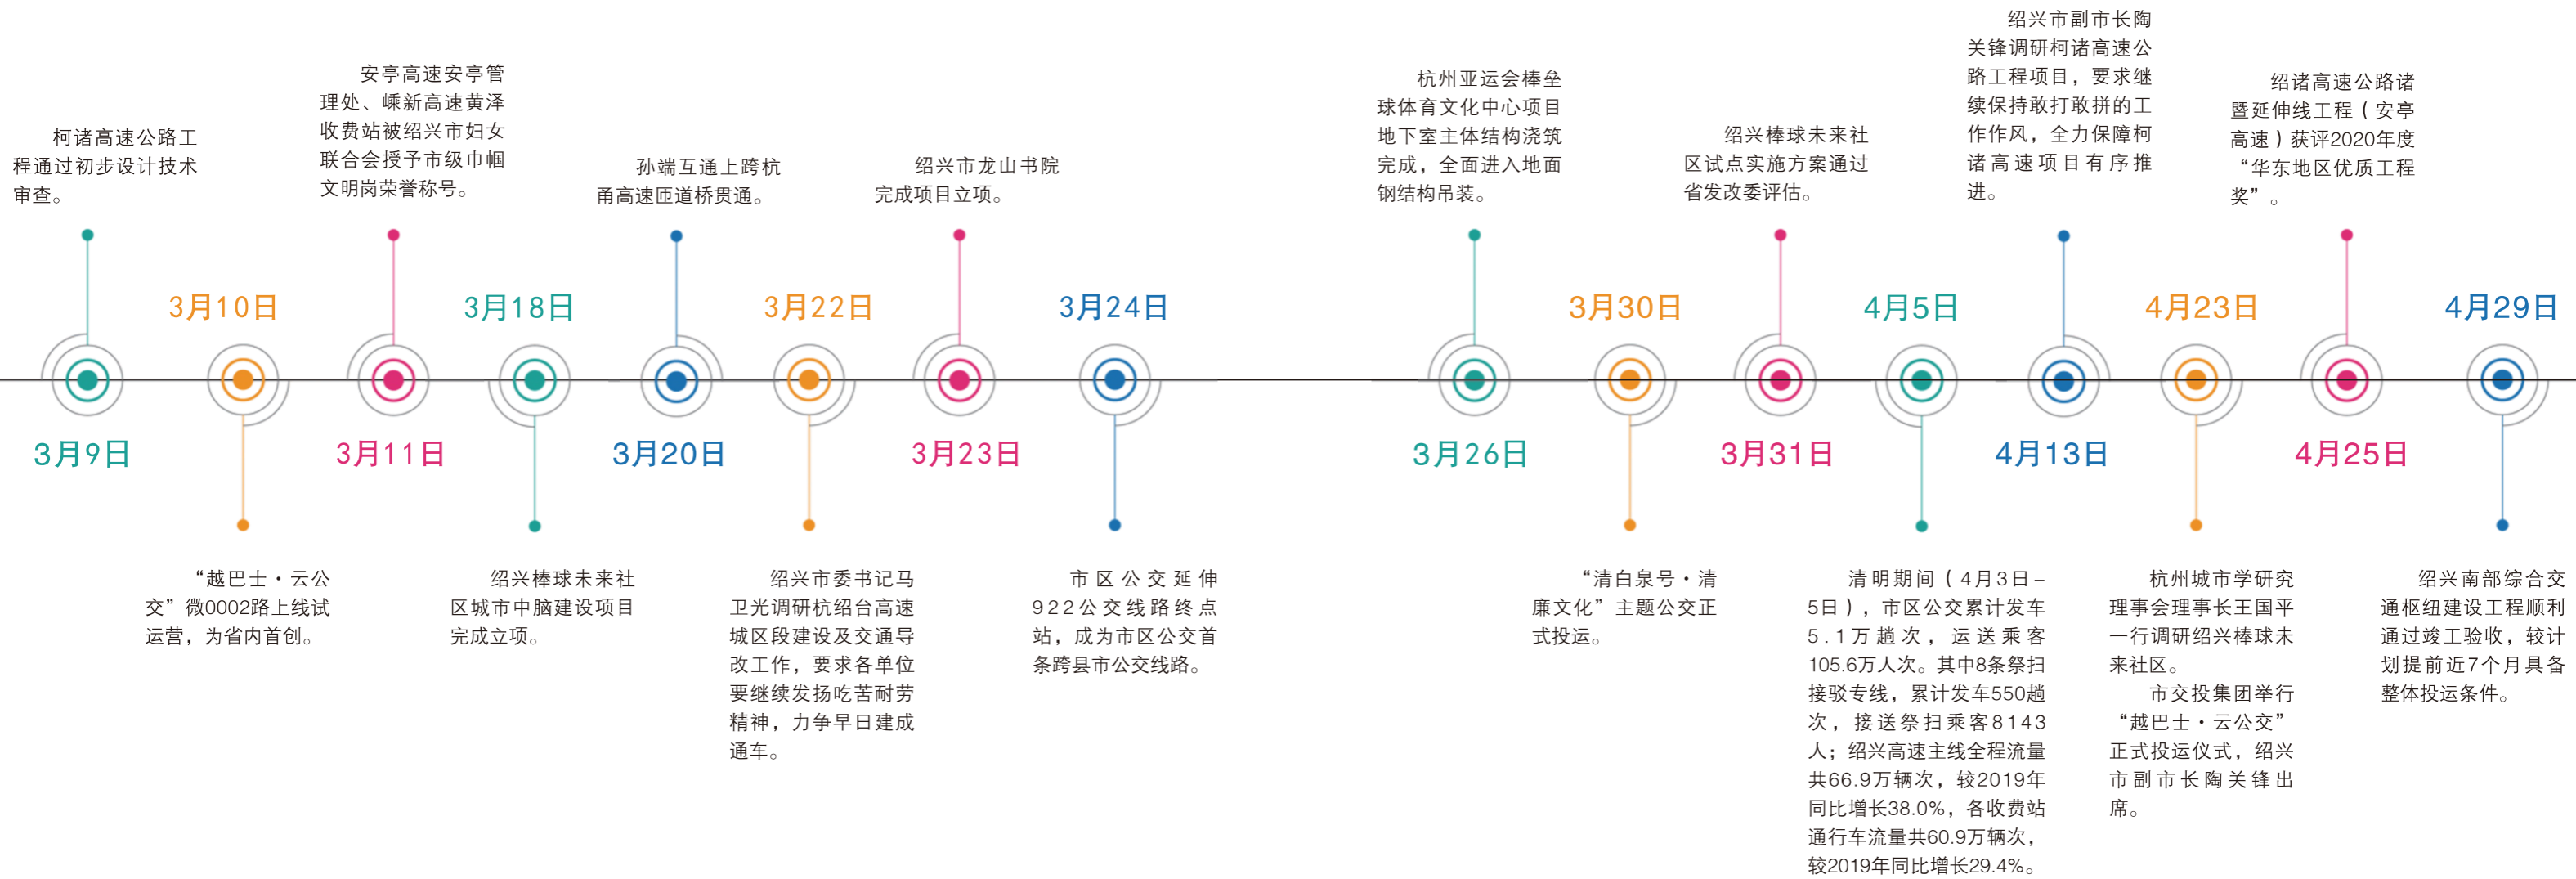 柯诸高速公路工
程通过初步设计技术
审查。
3月9日
3月10日
“越巴士·云公
交”微0002路上线试
运营，为省内首创。
安亭高速安亭管
理处、嵊新高速黄泽
收费站被绍兴市妇女
联合会授予市级巾帼
文明岗荣誉称号。
3月11日
3月18日
绍兴棒球未来社
区城市中脑建设项目
完成立项。
孙端互通上跨杭
甬高速匝道桥贯通。
3月20日
3月22日
绍兴市委书记马
卫光调研杭绍台高速
城区段建设及交通导
改工作，要求各单位
要继续发扬吃苦耐劳
精神，力争早日建成
通车。
绍兴市龙山书院
完成项目立项。
3月23日
3月24日
市区公交延伸
922公交线路终点
站，成为市区公交首
条跨县市公交线路。
杭州亚运会棒垒
球体育文化中心项目
地下室主体结构浇筑
完成，全面进入地面
钢结构吊装。
3月26日
3月30日
“清白泉号·清
廉文化”主题公交正
式投运。
绍兴棒球未来社
区试点实施方案通过
省发改委评估。
3月31日
4月5日
清明期间（4月3日–
5日），市区公交累计发车
5.1万趟次，运送乘客
105.6万人次。其中8条祭扫
接驳专线，累计发车550趟
次，接送祭扫乘客8143
人；绍兴高速主线全程流量
共66.9万辆次，较2019年
同比增长38.0%，各收费站
通行车流量共60.9万辆次，
较2019年同比增长29.4%。
绍兴市副市长陶
关锋调研柯诸高速公
路工程项目，要求继
续保持敢打敢拼的工
作作风，全力保障柯
诸高速项目有序推
进。
4月13日
4月23日
杭州城市学研究
理事会理事长王国平
一行调研绍兴棒球未
来社区。
市交投集团举行
“越巴士·云公交”
正式投运仪式，绍兴
市副市长陶关锋出
席。
绍诸高速公路诸
暨延伸线工程（安亭
高速）获评2020年度
“华东地区优质工程
奖”。
4月25日
4月29日
绍兴南部综合交
通枢纽建设工程顺利
通过竣工验收，较计
划提前近7个月具备
整体投运条件。